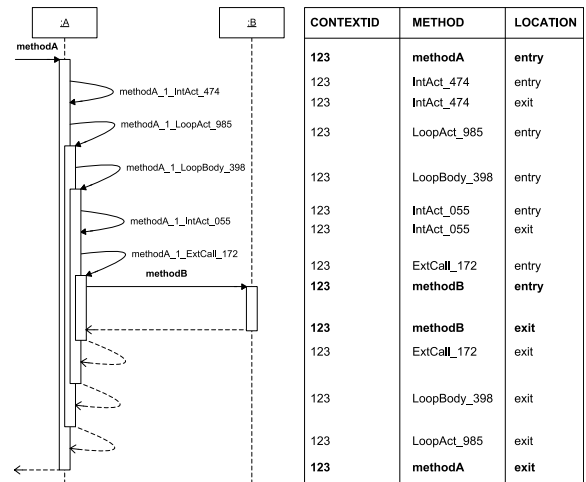 :A
:B
methodA
methodA_1_IntAct_474
methodA_1_LoopAct_985
methodA_1_LoopBody_398
methodA_1_IntAct_055
methodA_1_ExtCall_172
methodB
CONTEXTID METHOD LOCATION
123 methodA entry
123 IntAct_474 entry
123 IntAct_474 exit
123 LoopAct_985 entry
123 LoopBody_398 entry
123 IntAct_055 entry
123 IntAct_055 exit
123 ExtCall_172 entry
123 methodB entry
123 methodB exit
123 ExtCall_172 exit
123 LoopBody_398 exit
123 LoopAct_985 exit
123 methodA exit